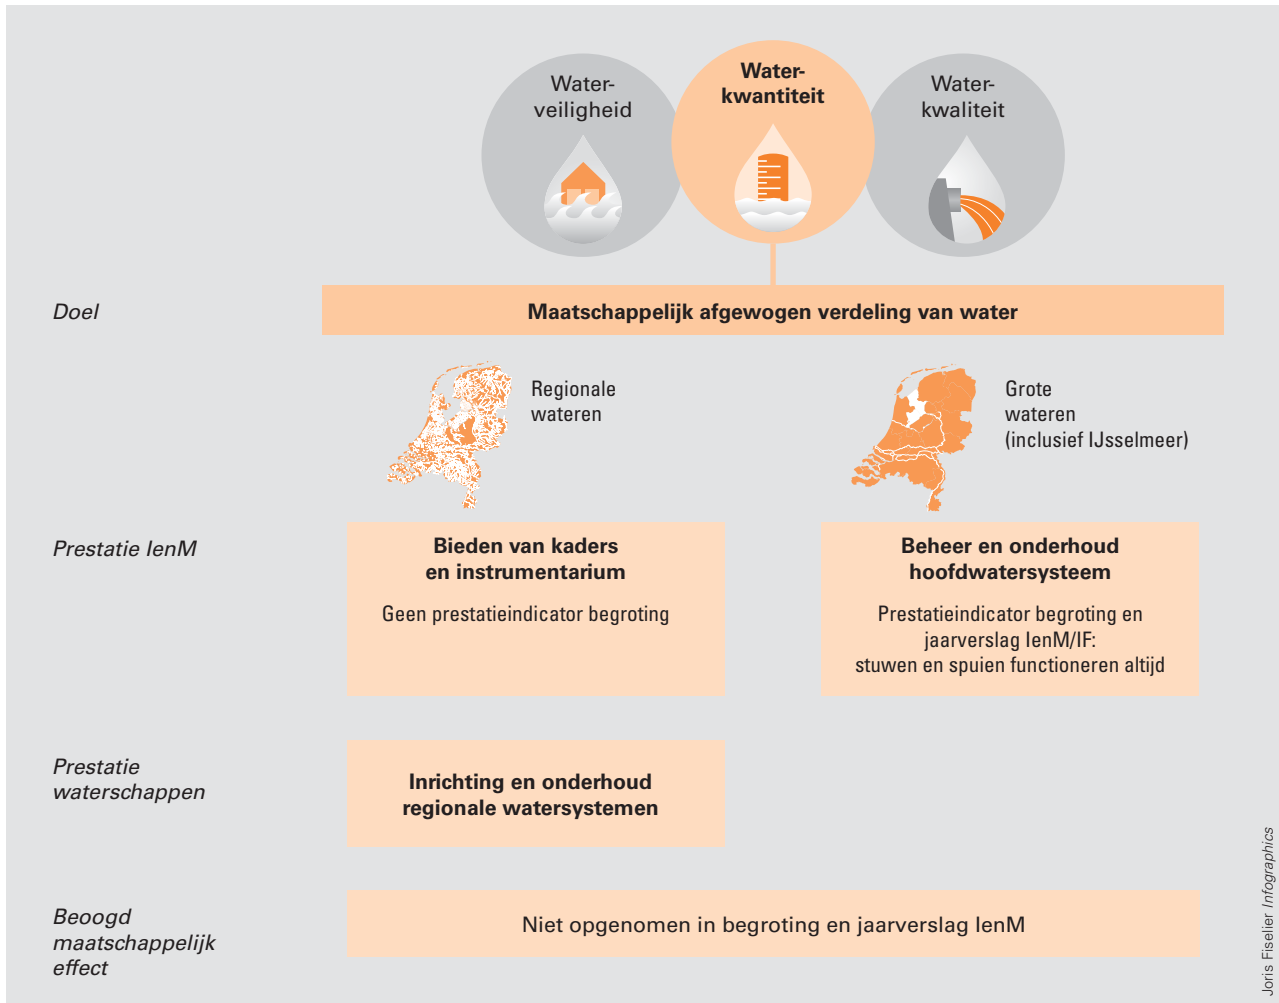 Water-
veiligheid
Water-
kwantiteit
Water-
kwaliteit
Doel
Maatschappelijk afgewogen verdeling van water
Regionale
wateren
Grote
wateren
(inclusief IJsselmeer)
Prestatie IenM
Bieden van kaders
en instrumentarium
Geen prestatieindicator begroting
Beheer en onderhoud
hoofdwatersysteem
Prestatieindicator begroting en
jaarverslag IenM/IF:
stuwen en spuien functioneren altijd
Prestatie
waterschappen
Inrichting en onderhoud
regionale watersystemen
Beoogd
maatschappelijk
effect
Niet opgenomen in begroting en jaarverslag IenM
Joris Fiselier Infographics